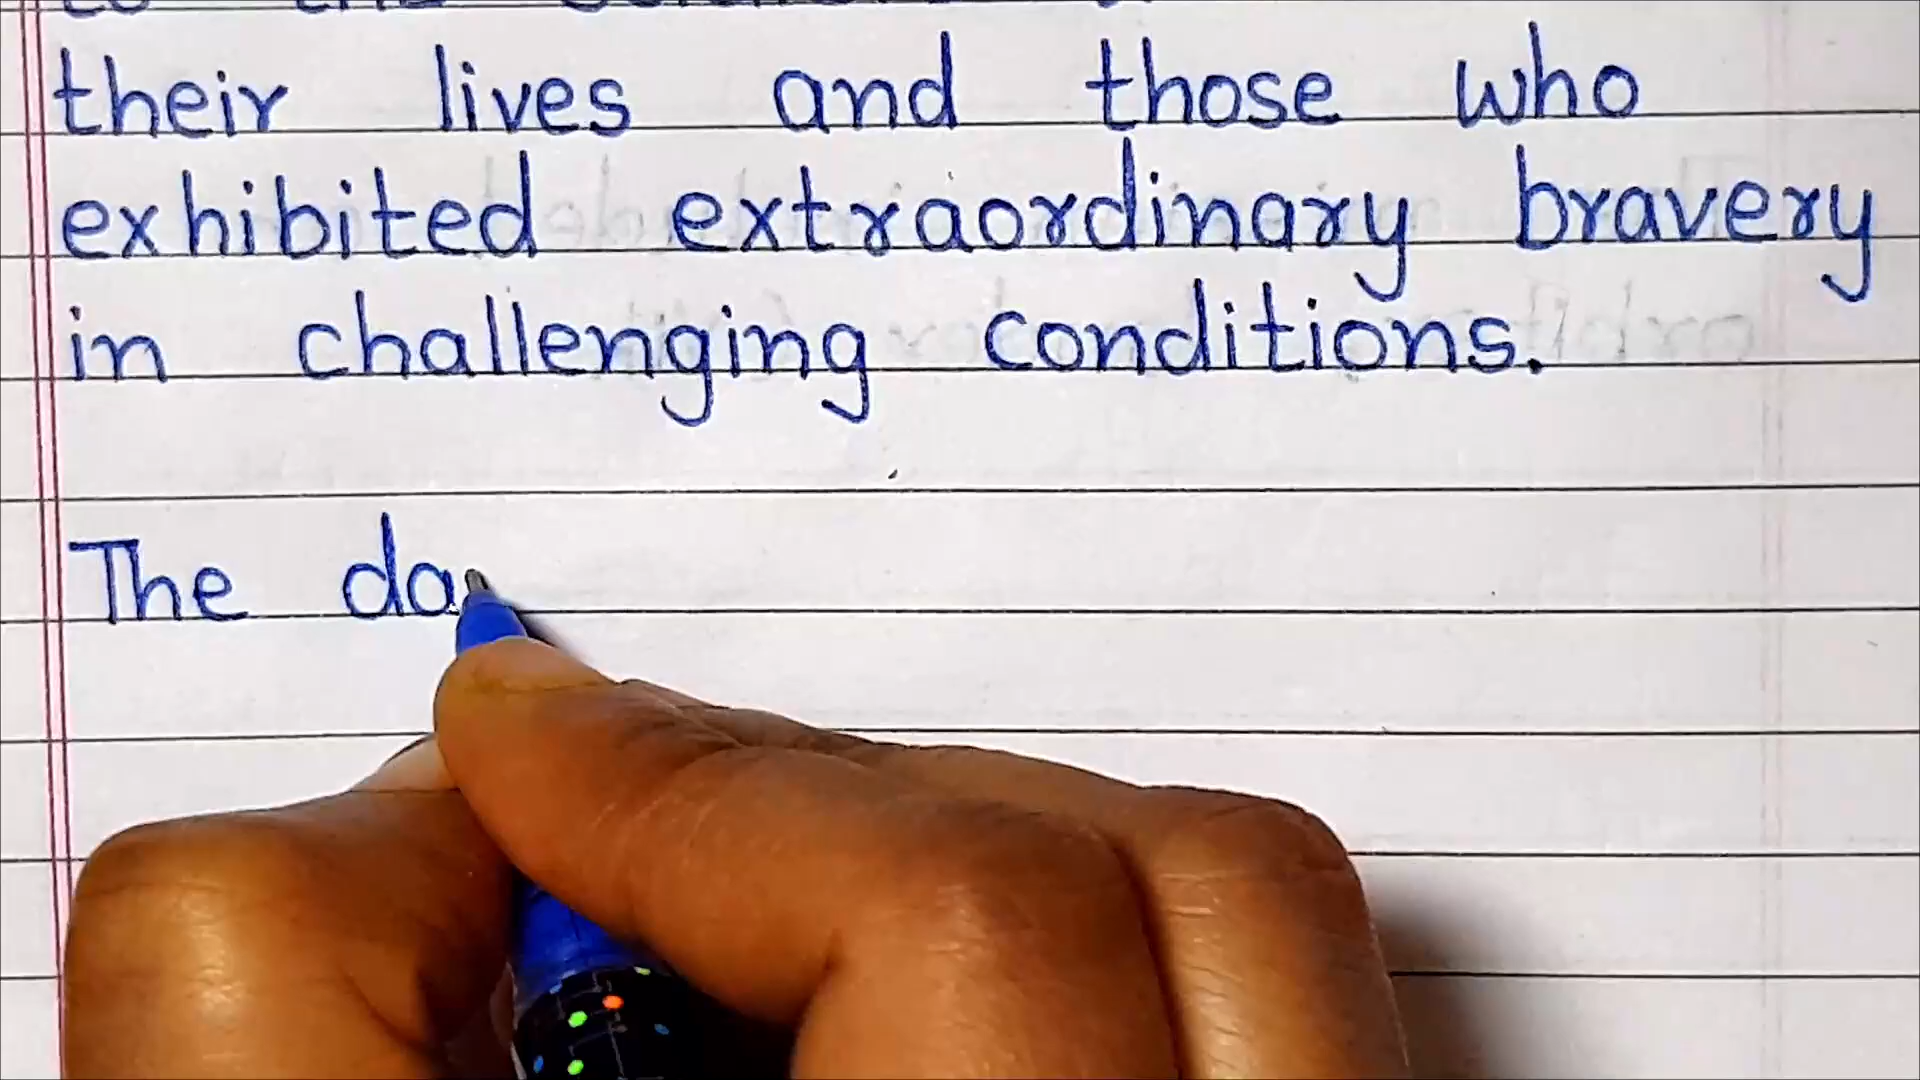 their lives and those who
exhibited extraordinary bravery
in challenging conditions.
The da